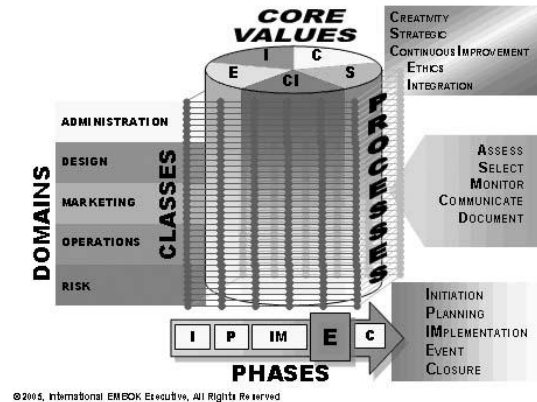 CORE
VALUES
I C
E S
CI
CREATIVITY
STRATEGIC
CONTINUOUS IMPROVEMENT
ETHICS
INTEGRATION
DOMAINS
ADMINISTRATION
DESIGN
MARKETING
OPERATIONS
RISK
CLASSES
PROCESSES
ASSESS
SELECT
MONITOR
COMMUNICATE
DOCUMENT
I P IM E C
PHASES
INITIATION
PLANNING
IMPLEMENTATION
EVENT
CLOSURE
©2005, International EMBOK Executive, All Rights Reserved